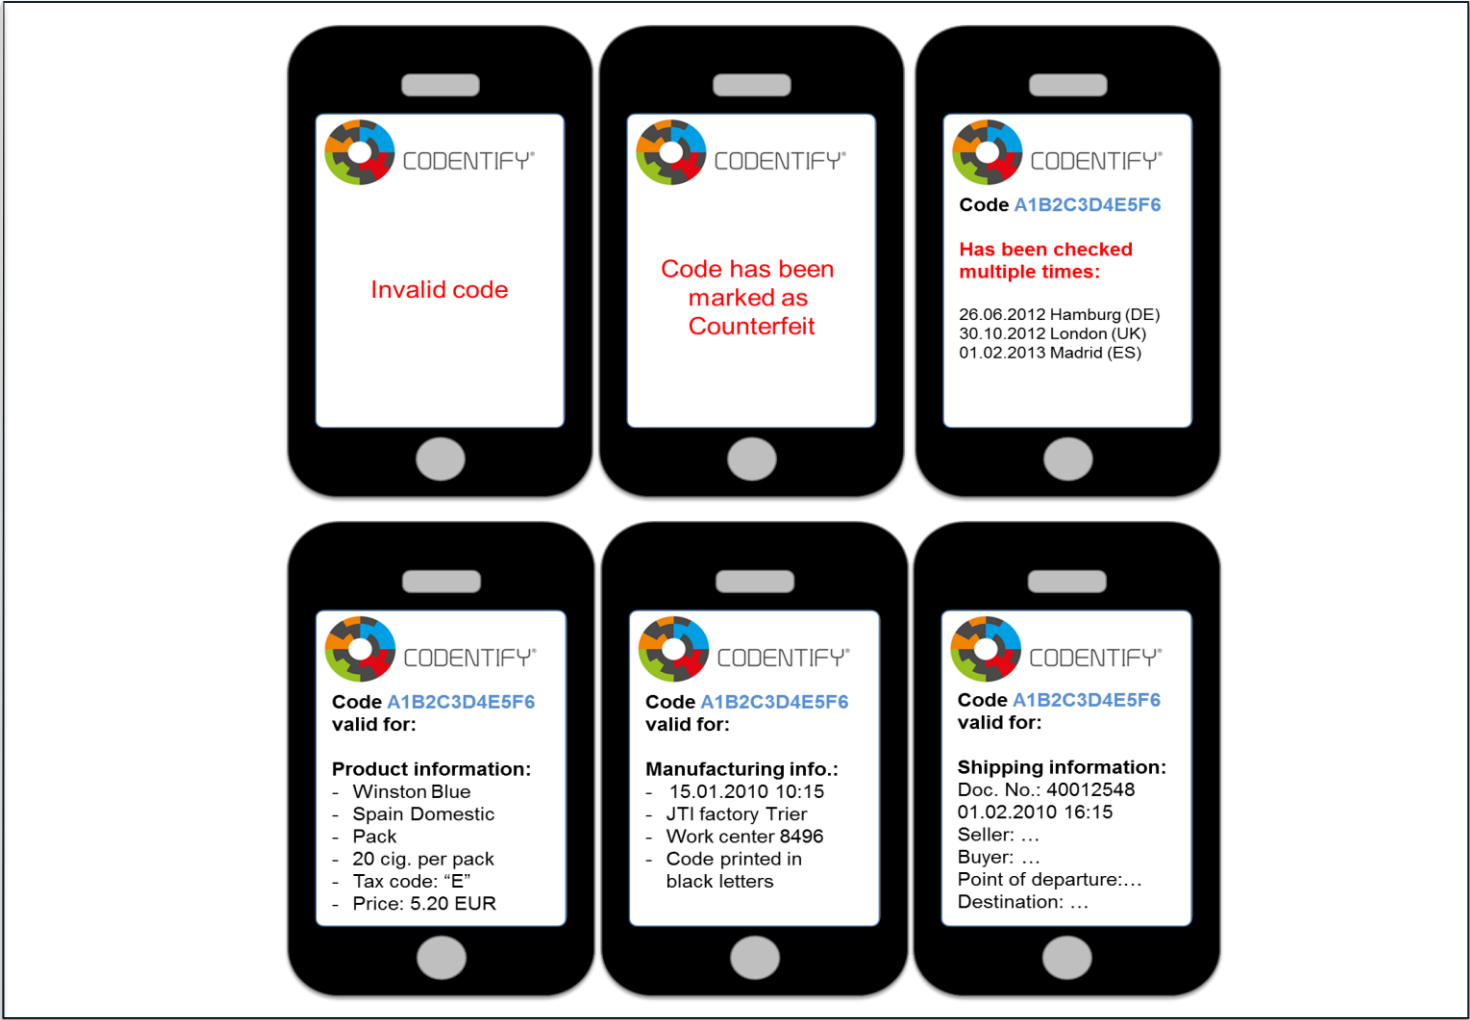 CODENTIFY®
Invalid code
CODENTIFY®
Code has been
marked as
Counterfeit
CODENTIFY®
Code A1B2C3D4E5F6
Has been checked
multiple times:
26.06.2012 Hamburg (DE)
30.10.2012 London (UK)
01.02.2013 Madrid (ES)
CODENTIFY®
Code A1B2C3D4E5F6
valid for:
Product information:
- Winston Blue
- Spain Domestic
- Pack
- 20 cig. per pack
- Tax code: “E”
- Price: 5.20 EUR
CODENTIFY®
Code A1B2C3D4E5F6
valid for:
Manufacturing info.:
- 15.01.2010 10:15
- JTI factory Trier
- Work center 8496
- Code printed in
black letters
CODENTIFY®
Code A1B2C3D4E5F6
valid for:
Shipping information:
Doc. No.: 40012548
01.02.2010 16:15
Seller: …
Buyer: …
Point of departure:…
Destination: …